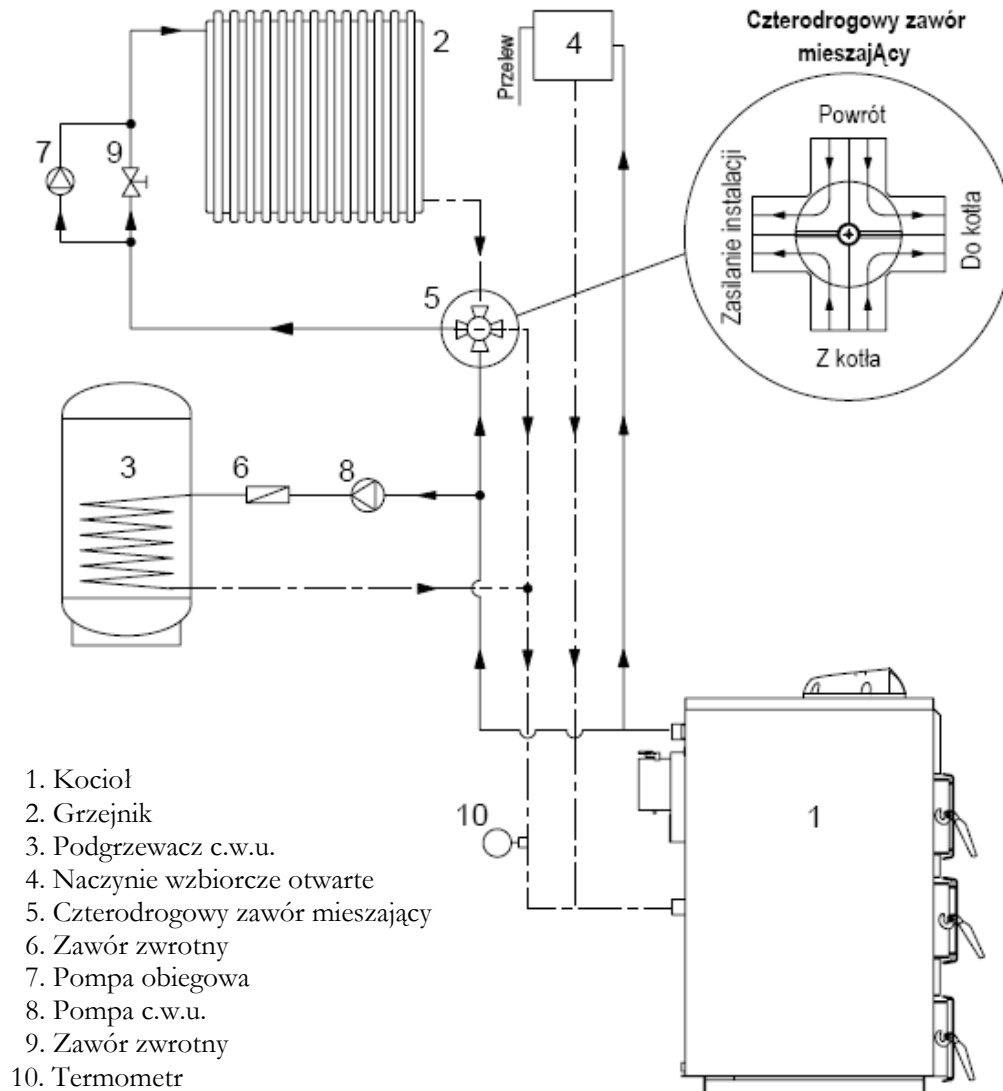 Czterodrogowy zawór
mieszajĄcy
2
4
Przelew
Powrót
7
9
Zasilanie instalacji
Do kotła
5
Z kotła
3
6
8
10
1
1. Kocioł
2. Grzejnik
3. Podgrzewacz c.w.u.
4. Naczynie wzbiorcze otwarte
5. Czterodrogowy zawór mieszający
6. Zawór zwrotny
7. Pompa obiegowa
8. Pompa c.w.u.
9. Zawór zwrotny
10. Termometr